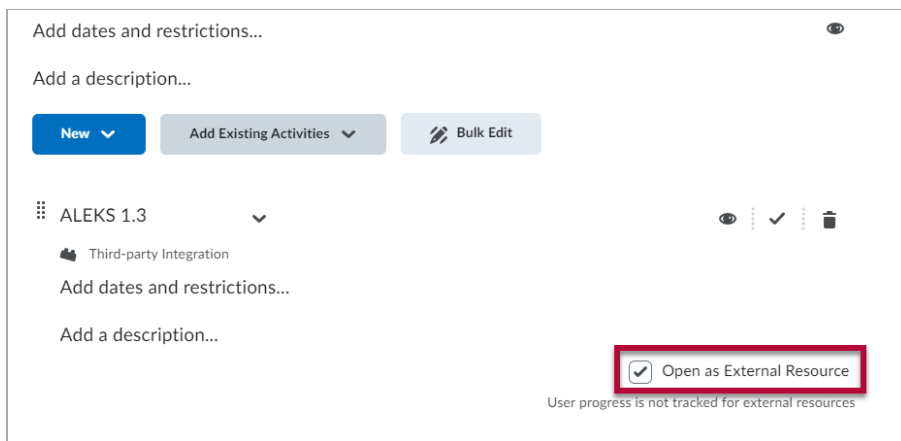 Add dates and restrictions...
Add a description...
New Add Existing Activities Bulk Edit
ALEKS 1.3
Third-party Integration
Add dates and restrictions...
Add a description...
Open as External Resource
User progress is not tracked for external resources